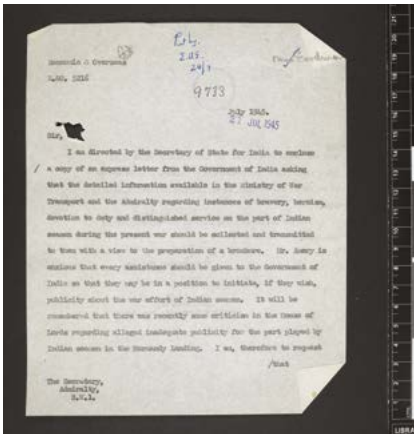 Economic & Overseas
E.&O. 5216
9713
July 1945.
27 JUL 1945
Sir,
I am directed by the Secretary of State for India to enclose
a copy of an express letter from the Government of India asking
that the detailed information available in the Ministry of War
Transport and the Admiralty regarding instances of bravery, heroism,
devotion to duty and distinguished service on the part of Indian
seamen during the present war should be collected and transmitted
to them with a view to the preparation of a brochure. Mr. Amery is
anxious that every assistance should be given to the Government of
India so that they may be in a position to initiate, if they wish,
publicity about the war effort of Indian seamen. It will be
remembered that there was recently some criticism in the House of
Lords regarding alleged inadequate publicity for the part played by
Indian seamen in the Normandy landing. I am, therefore to request
/that
The Secretary,
Admiralty,
S.W.1.
LIBRA